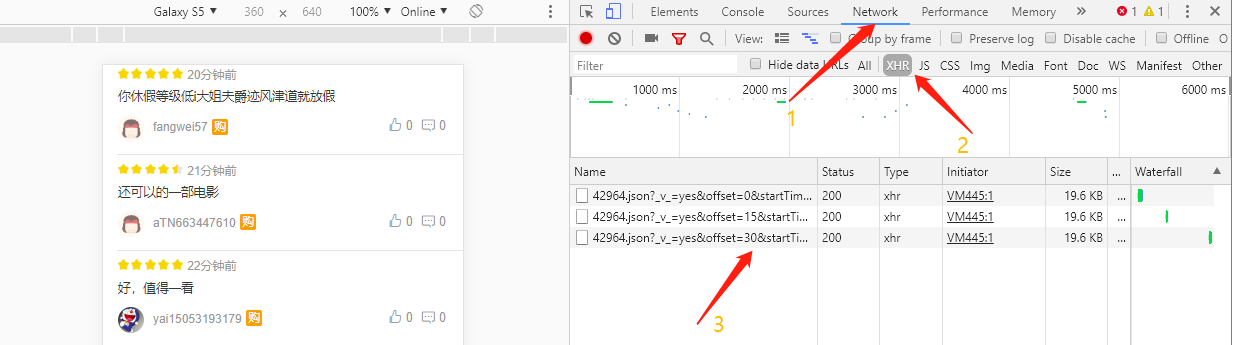 Galaxy S5 ▼ 360 × 640 100% ▼ Online ▼
20分钟前
你休假等级低j大姐夫爵迹风津道就放假
fangwei57 购 0 0
21分钟前
还可以的一部电影
aTN663447610 购 0 0
22分钟前
好，值得一看
yai15053193179 购 0 0
Elements Console Sources Network Performance Memory » 1 1
View: Group by frame Preserve log Disable cache Offline O
Filter Hide data URLs All XHR JS CSS Img Media Font Doc WS Manifest Other
1000 ms 2000 ms 3000 ms 4000 ms 5000 ms 6000 ms
1
2
Name Status Type Initiator Size ... Waterfall
42964.json?_v_=yes&offset=0&startTim... 200 xhr VM445:1 19.6 KB ...
42964.json?_v_=yes&offset=15&startTi... 200 xhr VM445:1 19.6 KB ...
42964.json?_v_=yes&offset=30&startTi... 200 xhr VM445:1 19.6 KB ...
3